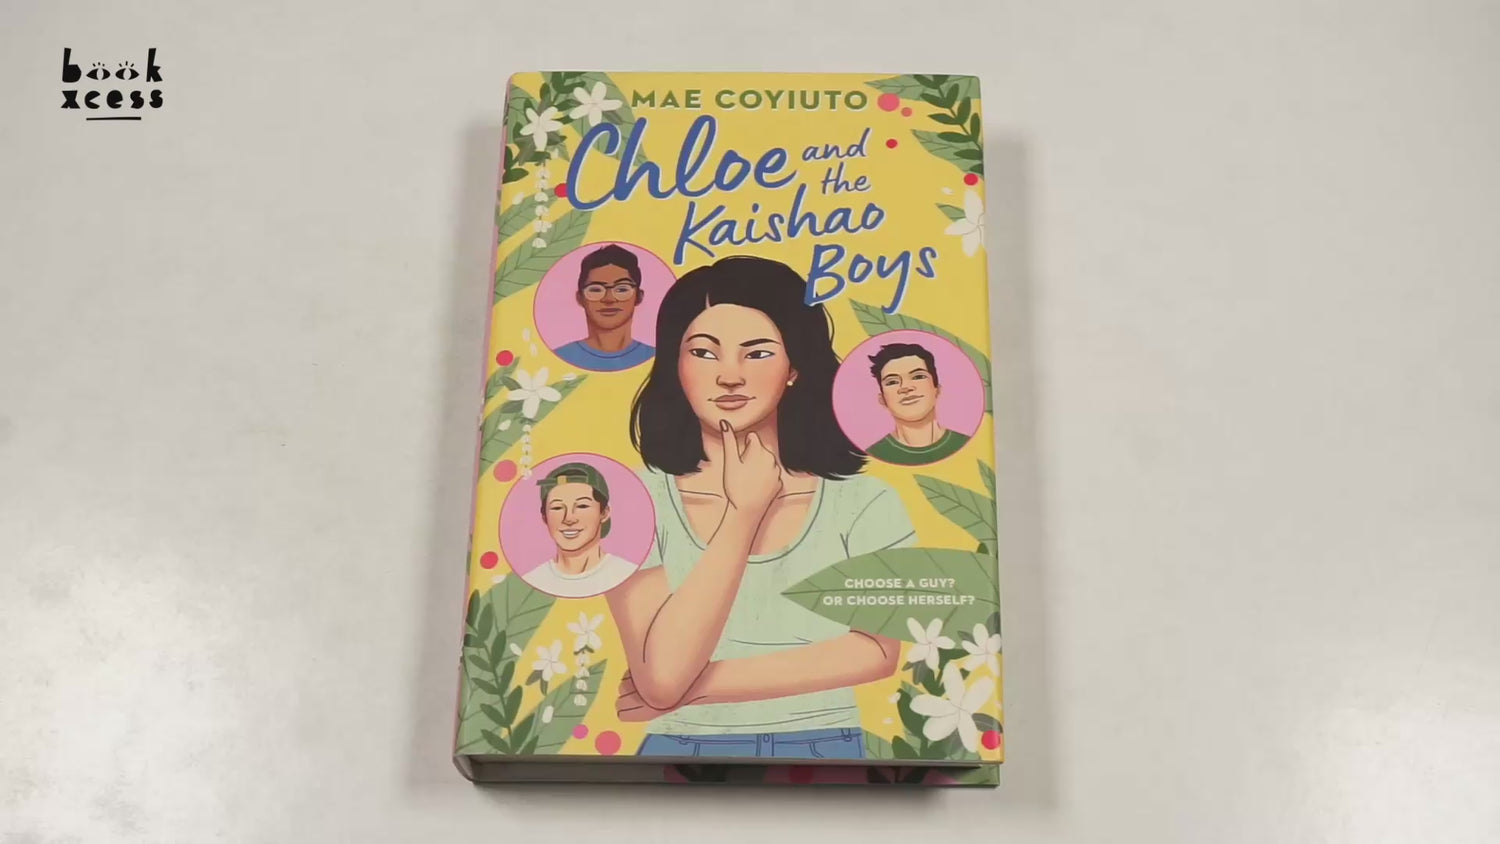 book
xcess
MAE COYIUTO
Chloe and
the
Kaishao
Boys
CHOOSE A GUY?
OR CHOOSE HERSELF?